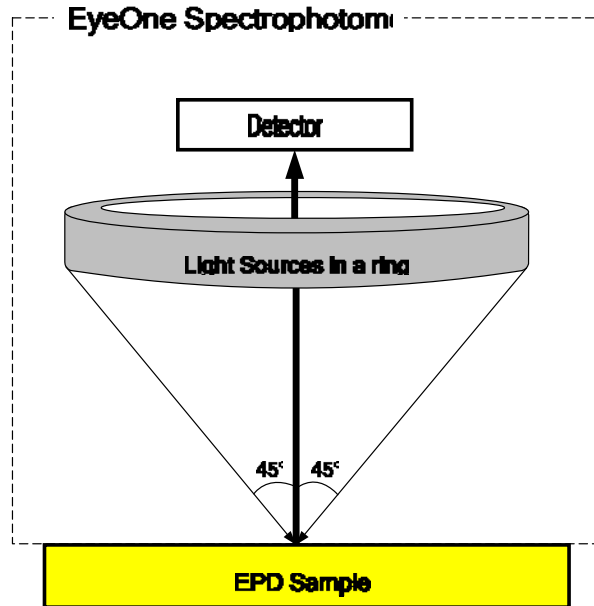 EyeOne Spectrophotom
Detector
Light Sources in a ring
45° 45°
EPD Sample